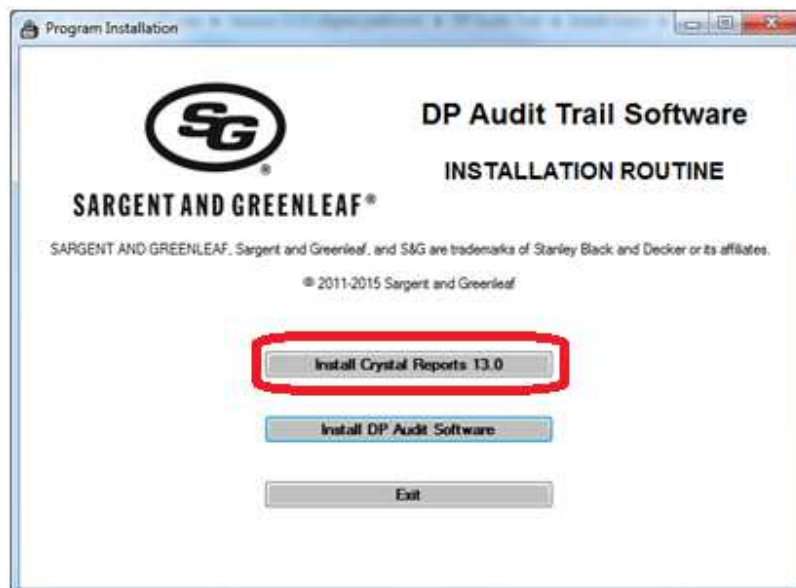 Program Installation
SG
DP Audit Trail Software
INSTALLATION ROUTINE
SARGENT AND GREENLEAF®
SARGENT AND GREENLEAF, Sargent and Greenleaf, and S&G are trademarks of Stanley Black and Decker or its affiliates.
© 2011-2015 Sargent and Greenleaf
Install Crystal Reports 13.0
Install DP Audit Software
Exit